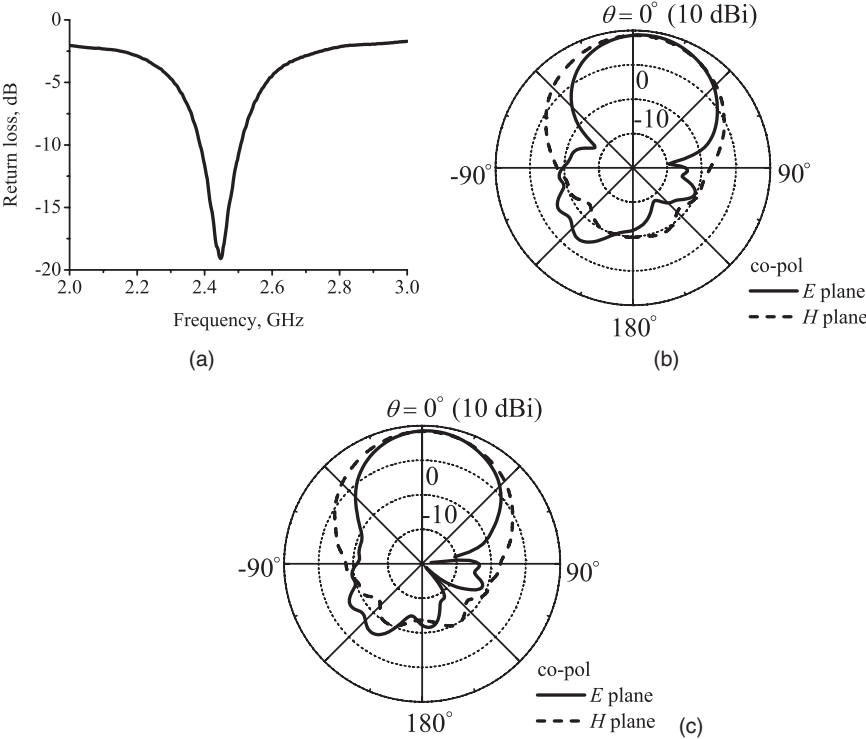 0
-5
-10
-15
-20
Return loss, dB
2.0 2.2 2.4 2.6 2.8 3.0
Frequency, GHz
(a)
θ = 0° (10 dBi)
0
-10
-90°
90°
180°
co-pol
E plane
H plane
(b)
θ = 0° (10 dBi)
0
-10
-90°
90°
180°
co-pol
E plane
H plane
(c)